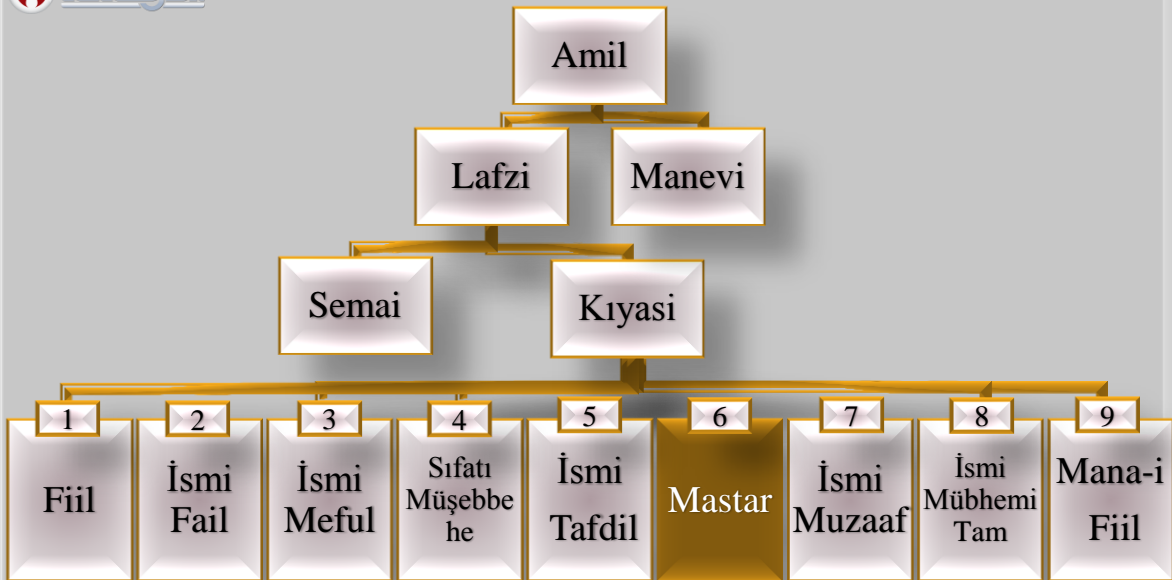 Amil
Lafzi
Manevi
Semai
Kıyasi
1
2
3
4
5
6
7
8
9
Fiil
İsmi
Fail
İsmi
Meful
Sıfatı
Müşebbe
he
İsmi
Tafdil
Mastar
İsmi
Muzaaf
İsmi
Mübhemi
Tam
Mana-i
Fiil